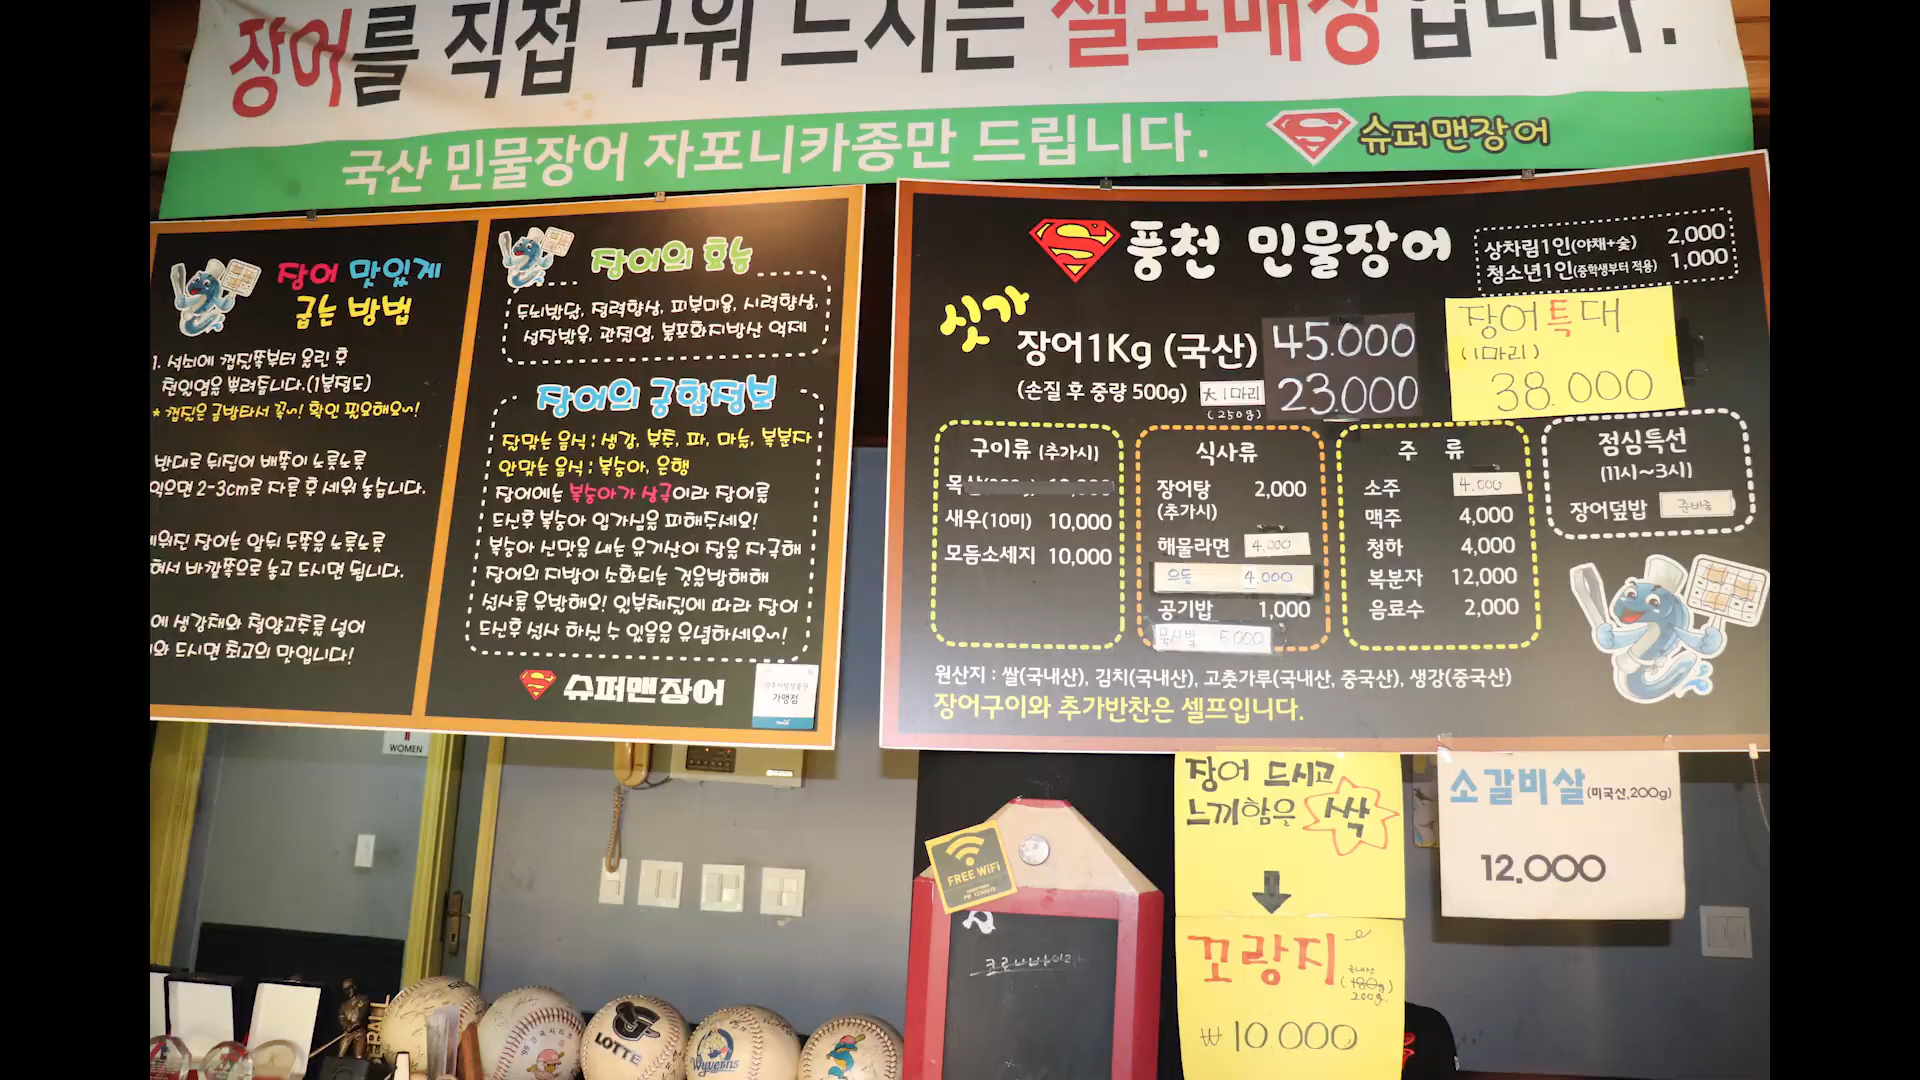 장어를 직접 구워 드시는 셀프매장입니다.
국산 민물장어 자포니카종만 드립니다.
슈퍼맨장어
장어 맛있게
굽는 방법
1. 석쇠에 껍질쪽부터 올린 후
천일염을 뿌려줍니다.(1분정도)
* 껍질은 금방타서 꼭~! 확인 필요해요~!
반대로 뒤집어 배쪽이 노릇노릇
익으면 2-3cm로 자른 후 세워 놓습니다.
세워진 장어는 앞뒤 두쪽을 노릇노릇
혀서 바깥쪽으로 놓고 드시면 됩니다.
에 생강채와 청양고추를 넣어
와 드시면 최고의 맛입니다!
장어의 효능
두뇌발달, 정력향상, 피부미용, 시력향상,
성장발육, 관절염, 불포화지방산 억제
장어의 궁합정보
잘맞는 음식 : 생강, 부추, 파, 마늘, 복분자
안맞는 음식 : 복숭아, 은행
장어에는 복숭아가 상극이라 장어를
드신후 복숭아 입가심을 피해주세요!
복숭아 신맛을 내는 유기산이 장을 자극해
장어의 지방이 소화되는 것을방해해
설사를 유발해요! 일부체질에 따라 장어
드신후 설사 하실 수 있음을 유념하세요~!
슈퍼맨장어
가맹점
풍천 민물장어
상차림1인(야채+숯) 2,000
청소년1인(중학생부터 적용) 1,000
싯가
장어1Kg (국산) 45.000
(손질 후 중량 500g) 大 1마리 23.000
(250g)
장어특대
(1마리)
38.000
구이류 (추가시)
새우(10미) 10,000
모듬소세지 10,000
식사류
장어탕 2,000
(추가시)
해물라면 4.000
우동 4.000
공기밥 1,000
묵사발 5.000
주 류
소주 4.000
맥주 4,000
청하 4,000
복분자 12,000
음료수 2,000
점심특선
(11시~3시)
장어덮밥 준비중
원산지 : 쌀(국내산), 김치(국내산), 고춧가루(국내산, 중국산), 생강(중국산)
장어구이와 추가반찬은 셀프입니다.
WOMEN
FREE WiFi
장어 드시고
느끼함은 싹
꼬랑지
국내산
(180g)
200g
₩10.000
소갈비살(미국산,200g)
12.000
LOTTE
Wyverns